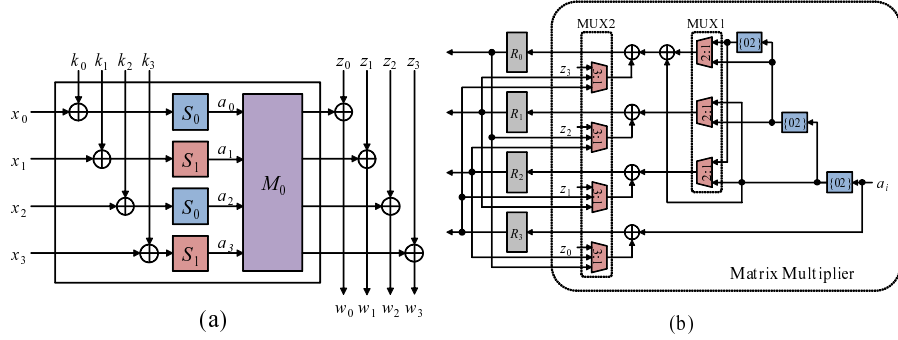 k0 k1 k2 k3
z0 z1 z2 z3
x0
S0
a0
x1
S1
a1
M0
x2
S0
a2
x3
S1
a3
w0 w1 w2 w3
(a)
MUX2
MUX1
R0
z3
3:1
2:1
{02}
R1
z2
3:1
2:1
{02}
R2
z1
3:1
2:1
{02}
ai
R3
z0
3:1
Matrix Multiplier
(b)